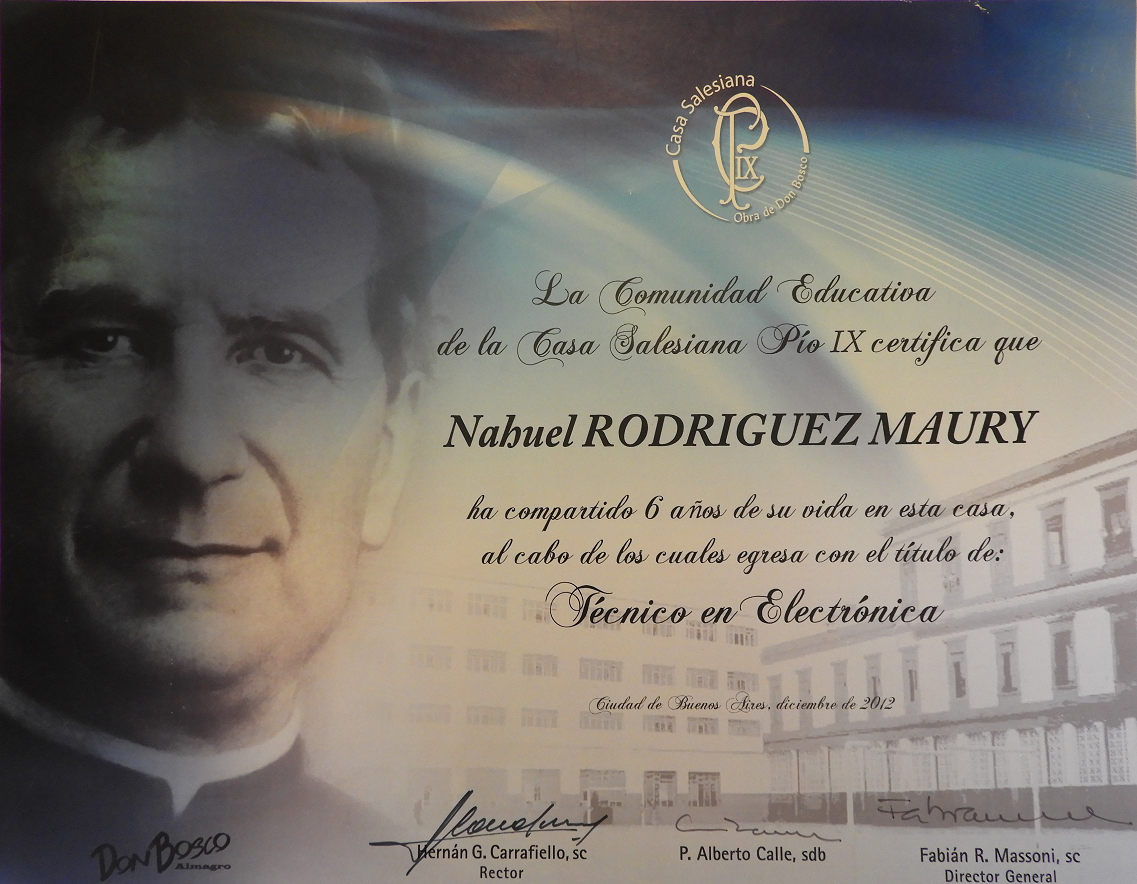 Casa Salesiana
PIX
Obra de Don Bosco
La Comunidad Educativa
de la Casa Salesiana Pío IX certifica que
Nahuel RODRIGUEZ MAURY
ha compartido 6 años de su vida en esta casa,
al cabo de los cuales egresa con el título de:
Técnico en Electrónica
Ciudad de Buenos Aires, diciembre de 2012
DON BOSCO
Almagro
Hernán G. Carrafiello, sc
Rector
P. Alberto Calle, sdb
Fabián R. Massoni, sc
Director General